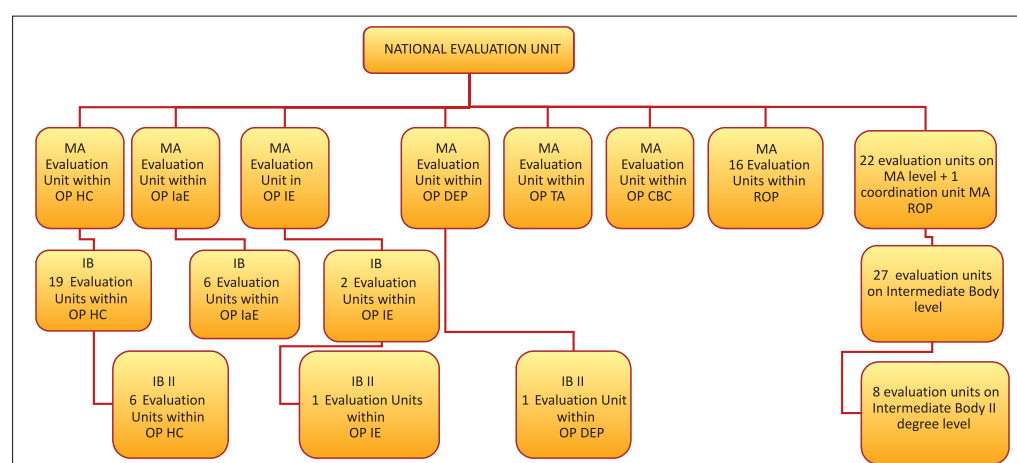 NATIONAL EVALUATION UNIT
MA
Evaluation
Unit within
OP HC
MA
Evaluation
Unit within
OP IaE
MA
Evaluation
Unit in
OP IE
MA
Evaluation
Unit within
OP DEP
MA
Evaluation
Unit within
OP TA
MA
Evaluation
Unit within
OP CBC
MA
16 Evaluation
Units within
ROP
22 evaluation units on
MA level + 1
coordination unit MA
ROP
IB
19 Evaluation
Units within
OP HC
IB
6 Evaluation
Units within
OP IaE
IB
2 Evaluation
Units within
OP IE
27 evaluation units
on Intermediate Body
level
IB II
6 Evaluation
Units within
OP HC
IB II
1 Evaluation Units
within
OP IE
IB II
1 Evaluation Unit
within
OP DEP
8 evaluation units on
Intermediate Body II
degree level